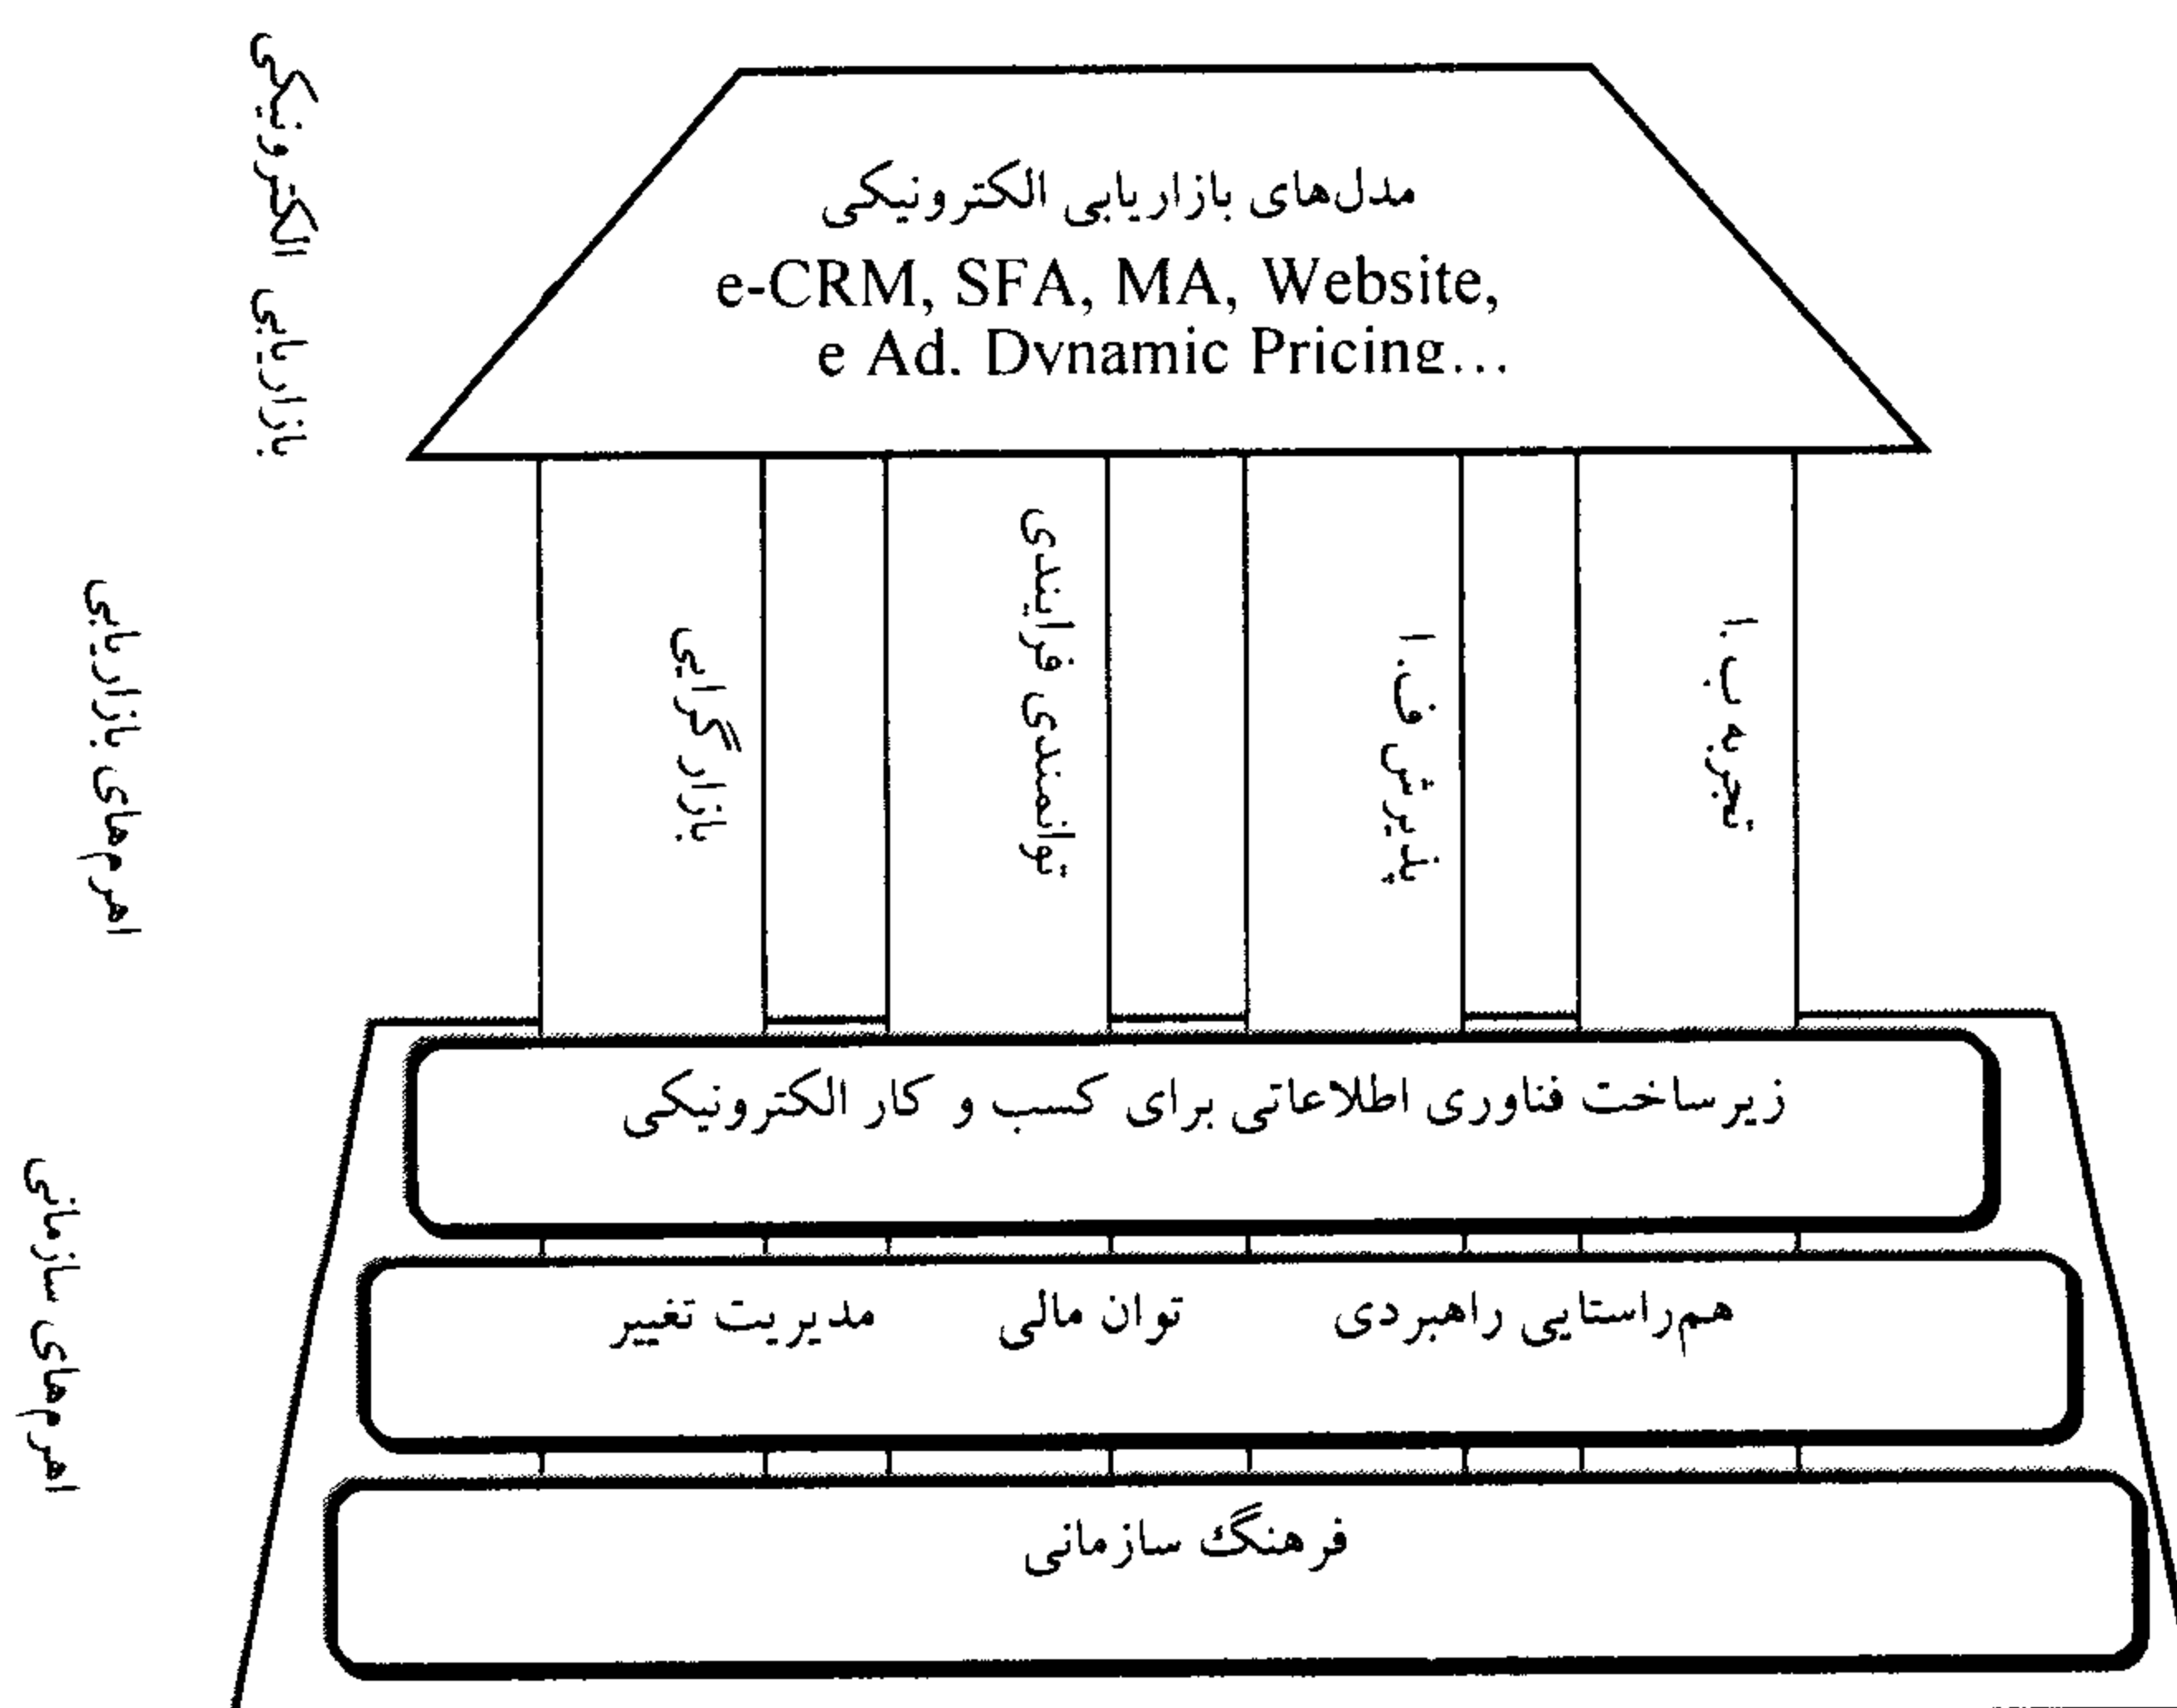 بازاریابی الکترونیکی
مدل‌های بازاریابی الکترونیکی
e-CRM, SFA, MA, Website,
e Ad. Dynamic Pricing...
اهرم‌های بازاریابی
تجربه ب.ا
پذیرش ف.ا
توانمندی فرایندی
بازار گرایی
اهرم‌های سازمانی
زیرساخت فناوری اطلاعاتی برای کسب و کار الکترونیکی
هم‌راستایی راهبردی توان مالی مدیریت تغییر
فرهنگ سازمانی